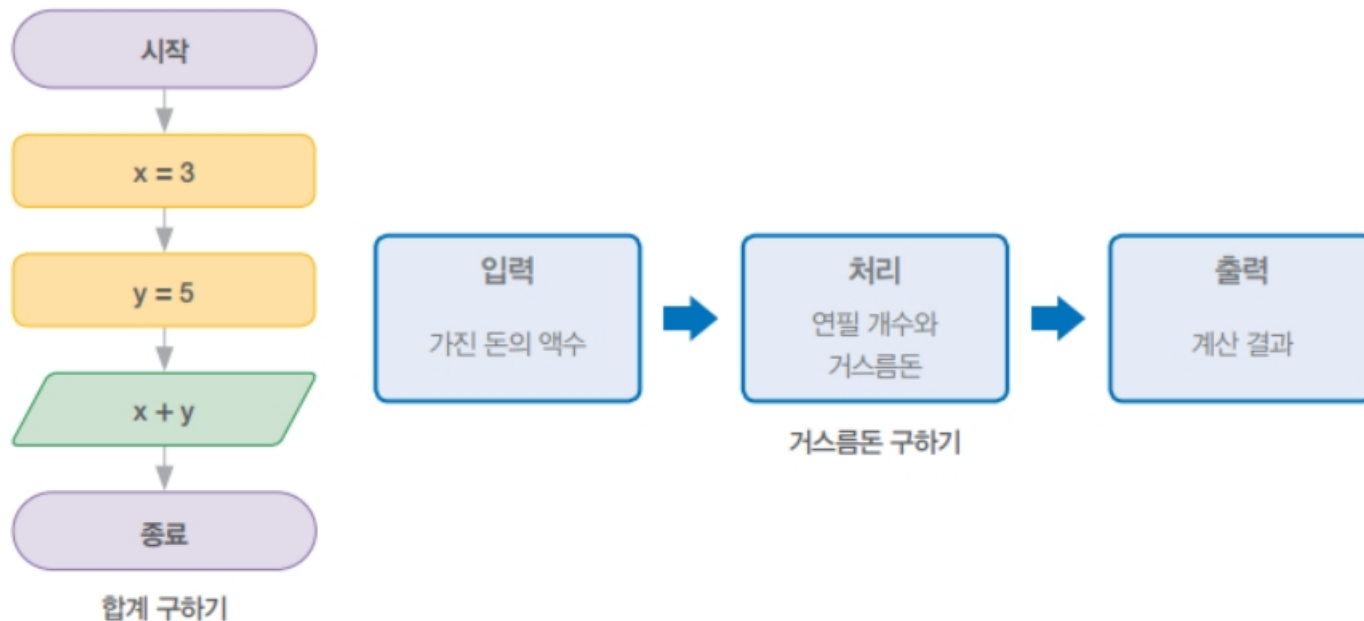 시작
x = 3
y = 5
x + y
종료
합계 구하기
입력
가진 돈의 액수
처리
연필 개수와
거스름돈
출력
계산 결과
거스름돈 구하기